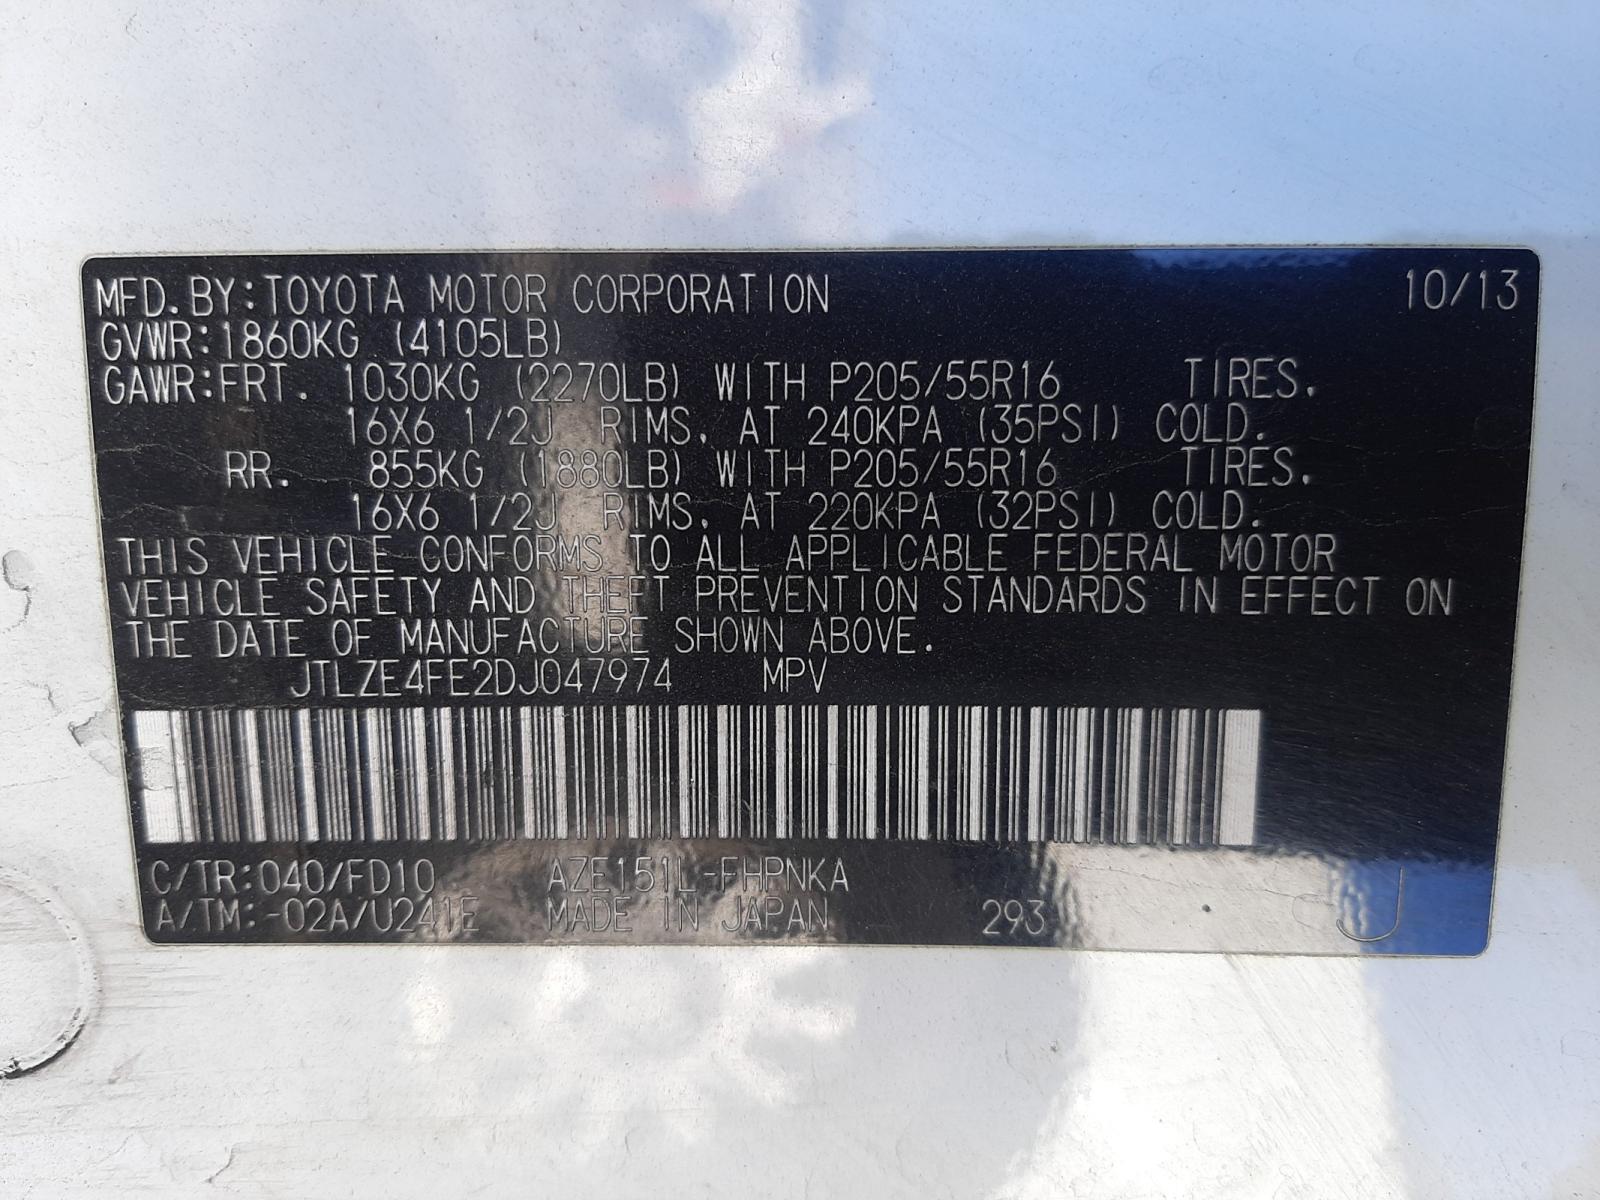 MFD. BY:TOYOTA MOTOR CORPORATION 10/13
GVWR:1860KG (4105LB)
GAWR:FRT. 1030KG (2270LB) WITH P205/55R16 TIRES.
16X6 1/2J RIMS. AT 240KPA (35PSI) COLD.
RR. 855KG (1880LB) WITH P205/55R16 TIRES.
16X6 1/2J RIMS. AT 220KPA (32PSI) COLD.
THIS VEHICLE CONFORMS TO ALL APPLICABLE FEDERAL MOTOR
VEHICLE SAFETY AND THEFT PREVENTION STANDARDS IN EFFECT ON
THE DATE OF MANUFACTURE SHOWN ABOVE.
JTLZE4FE2DJ047974 MPV
C/TR:040/FD10 AZE151L-FHPNKA
A/TM:-02A/U241E MADE IN JAPAN 293 J